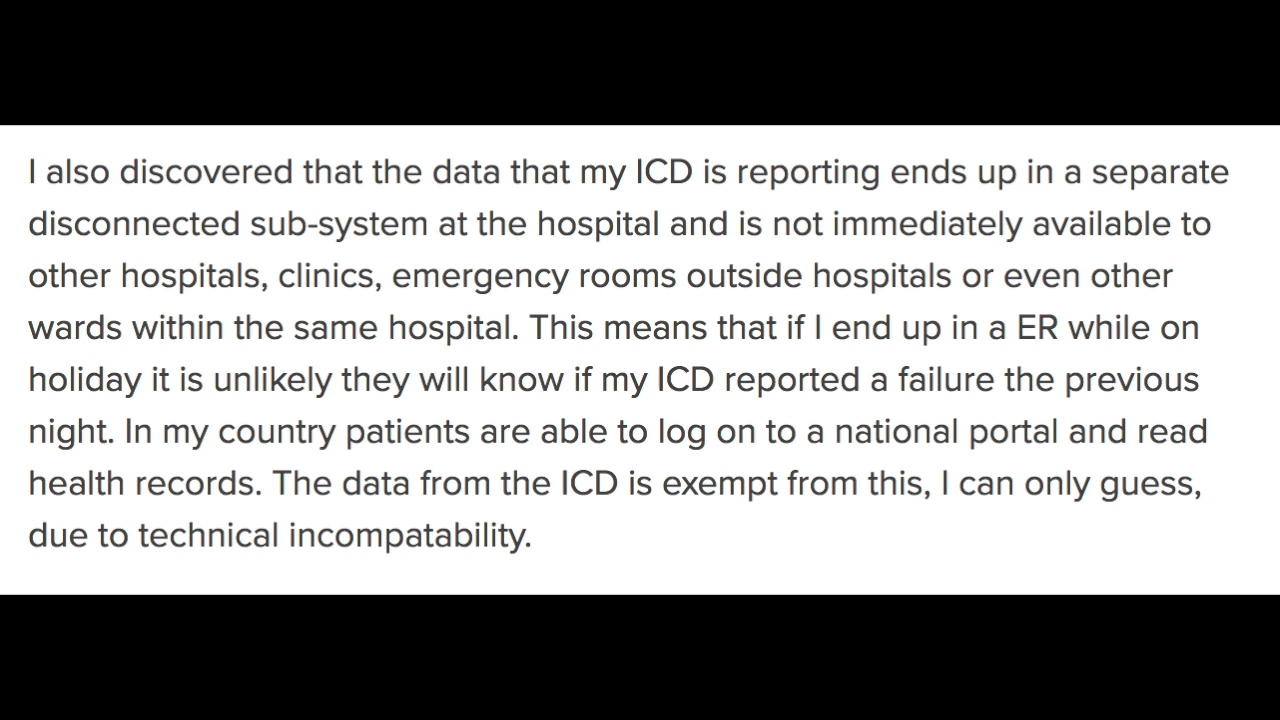 I also discovered that the data that my ICD is reporting ends up in a separate
disconnected sub-system at the hospital and is not immediately available to
other hospitals, clinics, emergency rooms outside hospitals or even other
wards within the same hospital. This means that if I end up in a ER while on
holiday it is unlikely they will know if my ICD reported a failure the previous
night. In my country patients are able to log on to a national portal and read
health records. The data from the ICD is exempt from this, I can only guess,
due to technical incompatability.